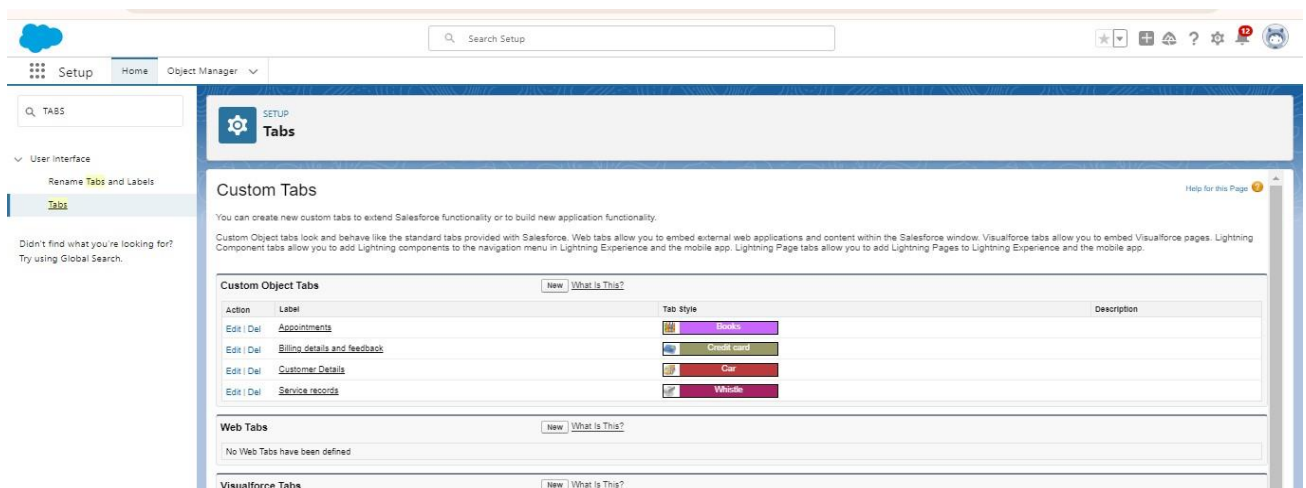 Search Setup
12
Setup
Home
Object Manager
TABS
User Interface
Rename Tabs and Labels
Tabs
Didn't find what you're looking for?
Try using Global Search.
SETUP
Tabs
Custom Tabs
Help for this Page
You can create new custom tabs to extend Salesforce functionality or to build new application functionality.
Custom Object tabs look and behave like the standard tabs provided with Salesforce. Web tabs allow you to embed external web applications and content within the Salesforce window. Visualforce tabs allow you to embed Visualforce pages. Lightning
Component tabs allow you to add Lightning components to the navigation menu in Lightning Experience and the mobile app. Lightning Page tabs allow you to add Lightning Pages to Lightning Experience and the mobile app.
Custom Object Tabs New What Is This?
Action Label Tab Style Description
Edit | Del Appointments Books
Edit | Del Billing details and feedback Credit card
Edit | Del Customer Details Car
Edit | Del Service records Whistle
Web Tabs New What Is This?
No Web Tabs have been defined
Visualforce Tabs New What Is This?